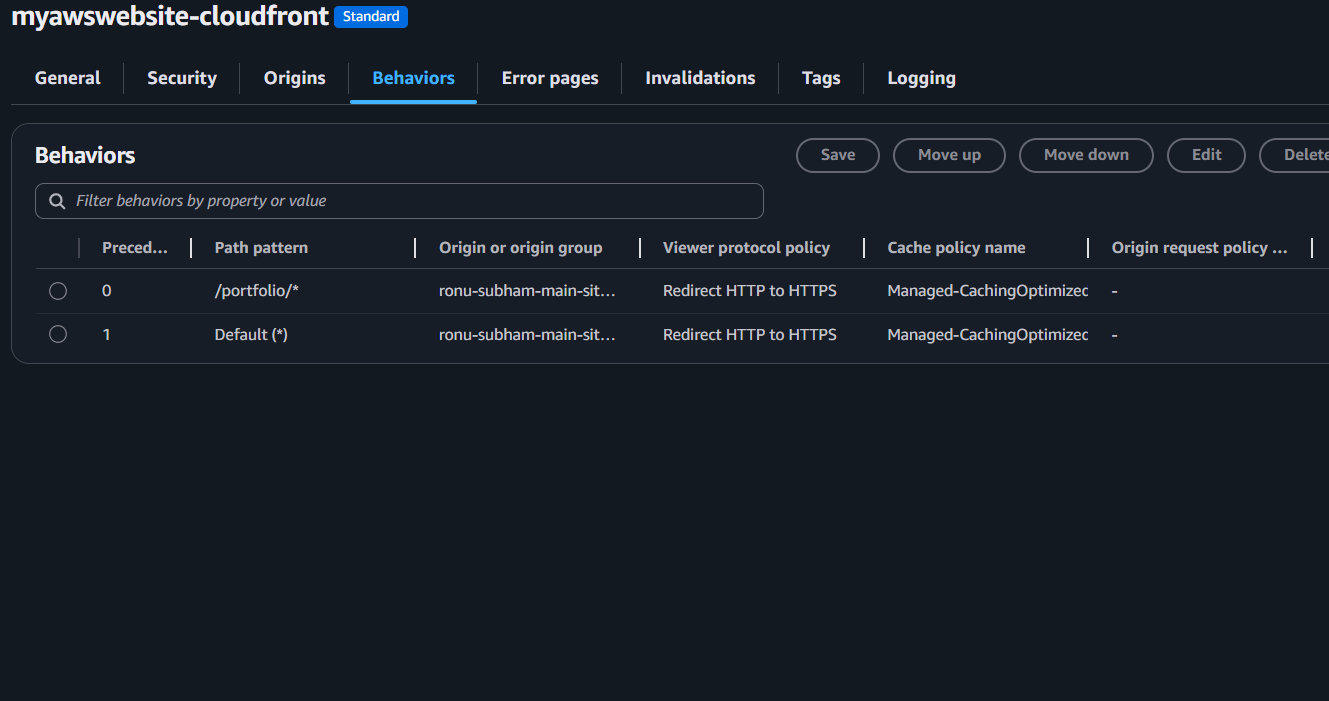 myawswebsite-cloudfront Standard
General Security Origins Behaviors Error pages Invalidations Tags Logging
Behaviors Save Move up Move down Edit Delete
Filter behaviors by property or value
Preced... Path pattern Origin or origin group Viewer protocol policy Cache policy name Origin request policy ...
0 /portfolio/* ronu-subham-main-sit... Redirect HTTP to HTTPS Managed-CachingOptimized -
1 Default (*) ronu-subham-main-sit... Redirect HTTP to HTTPS Managed-CachingOptimized -